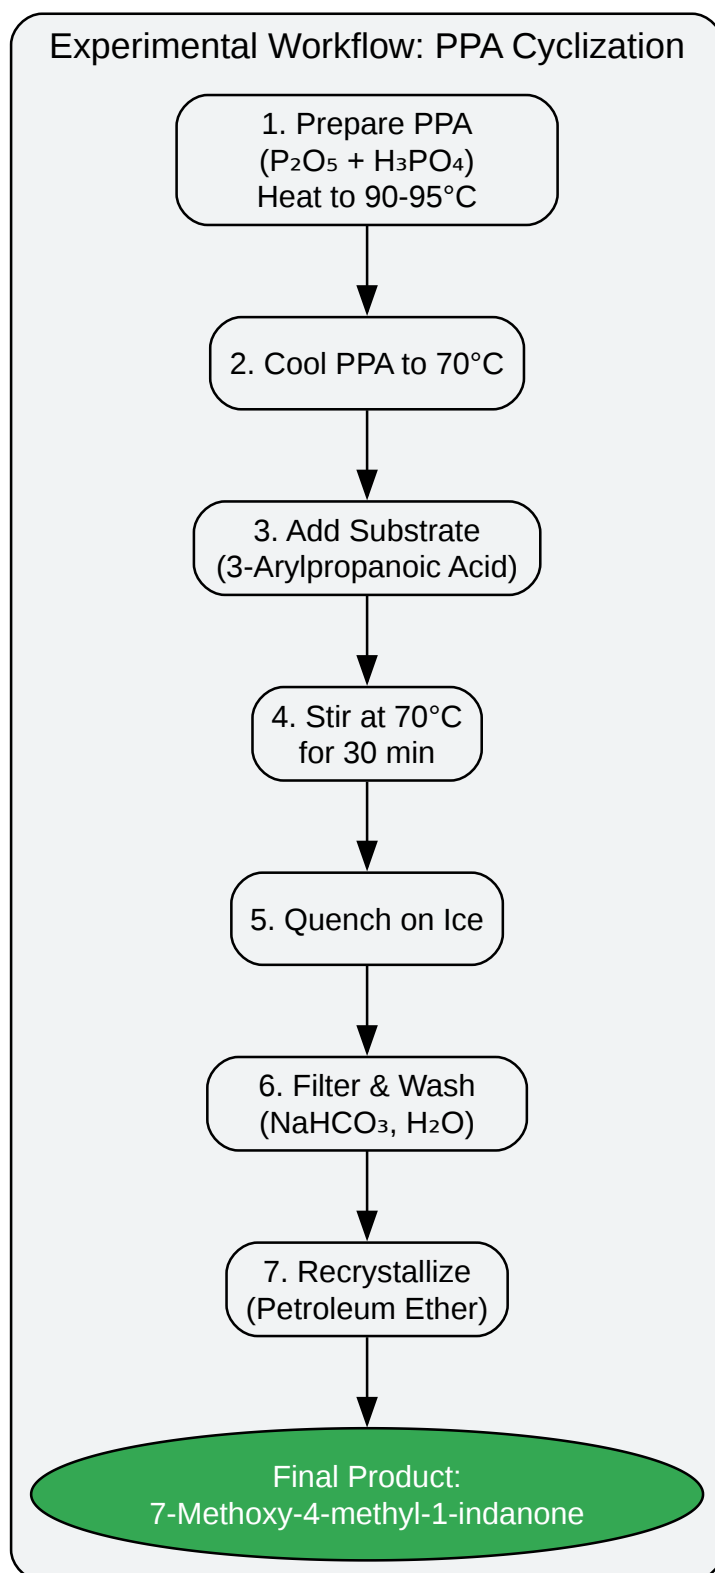 Experimental Workflow: PPA Cyclization
1. Prepare PPA
(P₂O₅ + H₃PO₄)
Heat to 90-95°C
2. Cool PPA to 70°C
3. Add Substrate
(3-Arylpropanoic Acid)
4. Stir at 70°C
for 30 min
5. Quench on Ice
6. Filter & Wash
(NaHCO₃, H₂O)
7. Recrystallize
(Petroleum Ether)
Final Product:
7-Methoxy-4-methyl-1-indanone